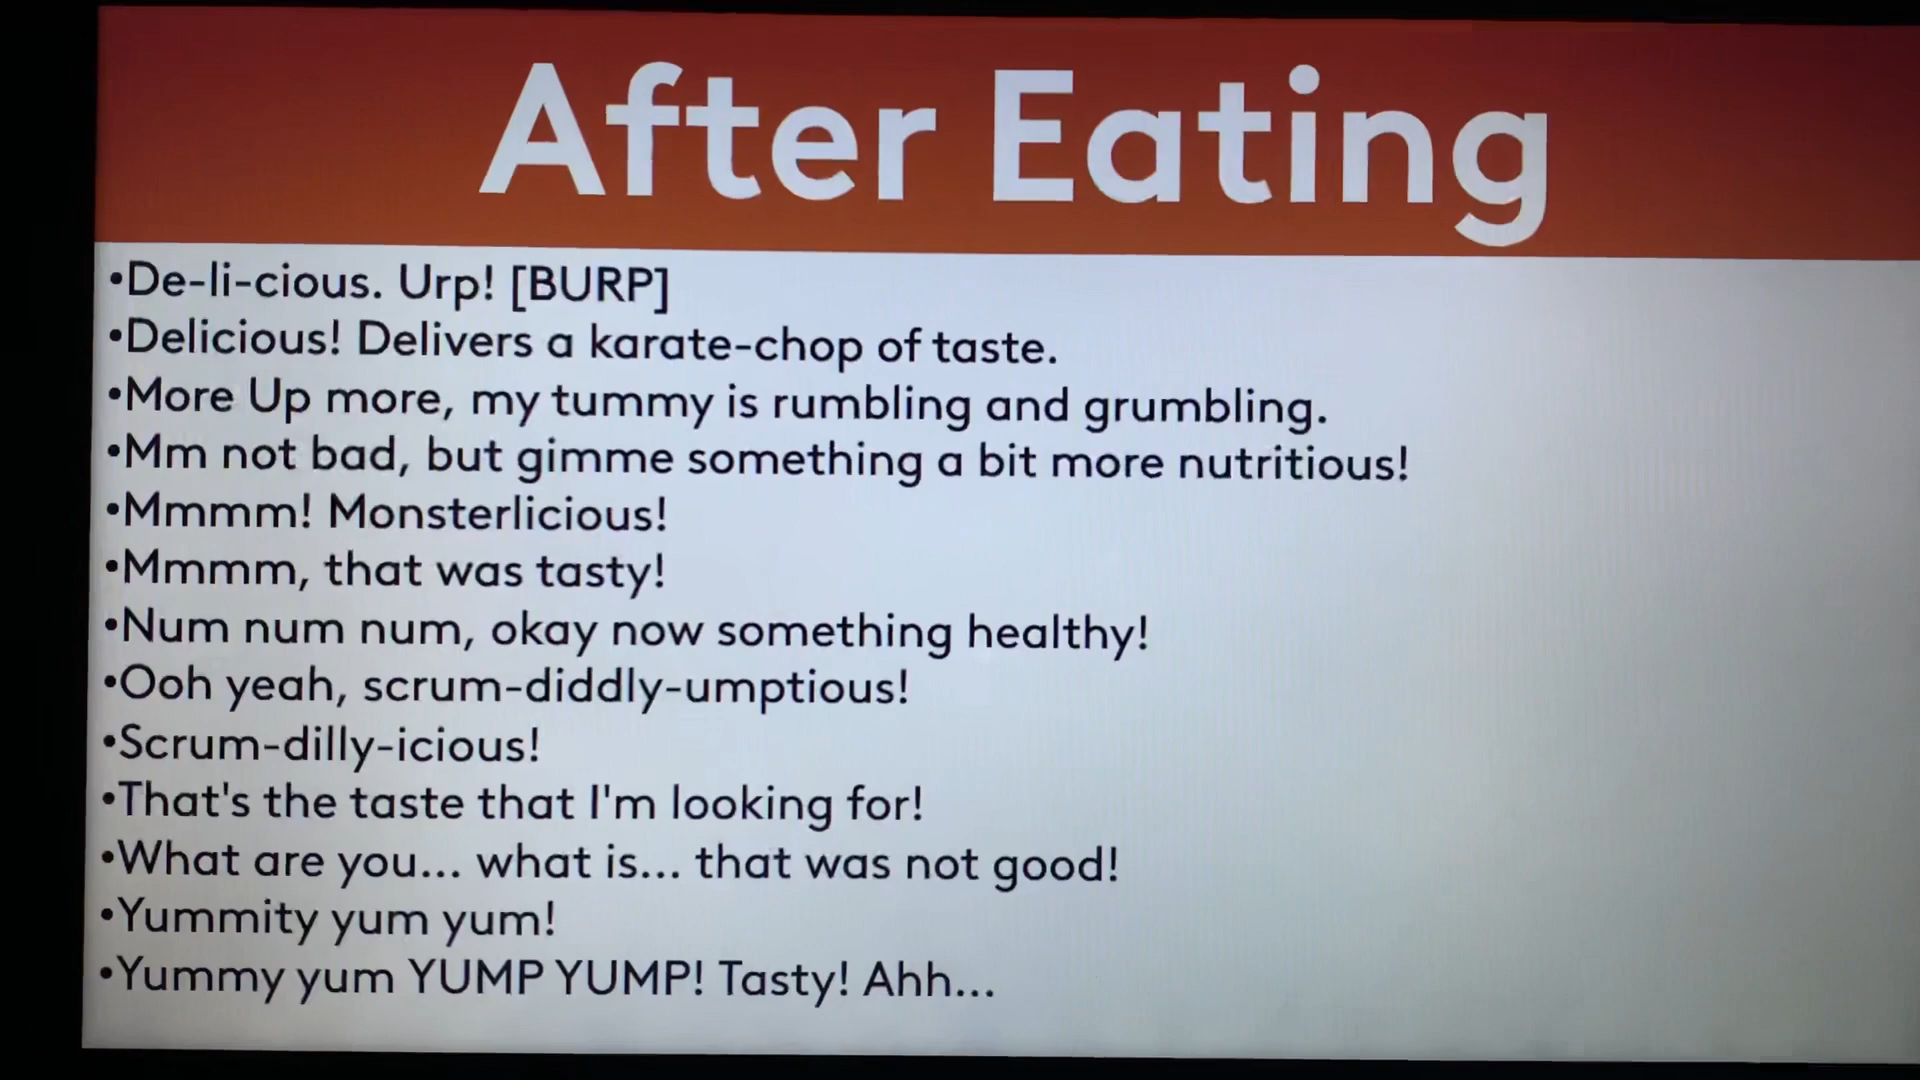 After Eating
•De-li-cious. Urp! [BURP]
•Delicious! Delivers a karate-chop of taste.
•More Up more, my tummy is rumbling and grumbling.
•Mm not bad, but gimme something a bit more nutritious!
•Mmmm! Monsterlicious!
•Mmmm, that was tasty!
•Num num num, okay now something healthy!
•Ooh yeah, scrum-diddly-umptious!
•Scrum-dilly-icious!
•That's the taste that I'm looking for!
•What are you... what is... that was not good!
•Yummity yum yum!
•Yummy yum YUMP YUMP! Tasty! Ahh...